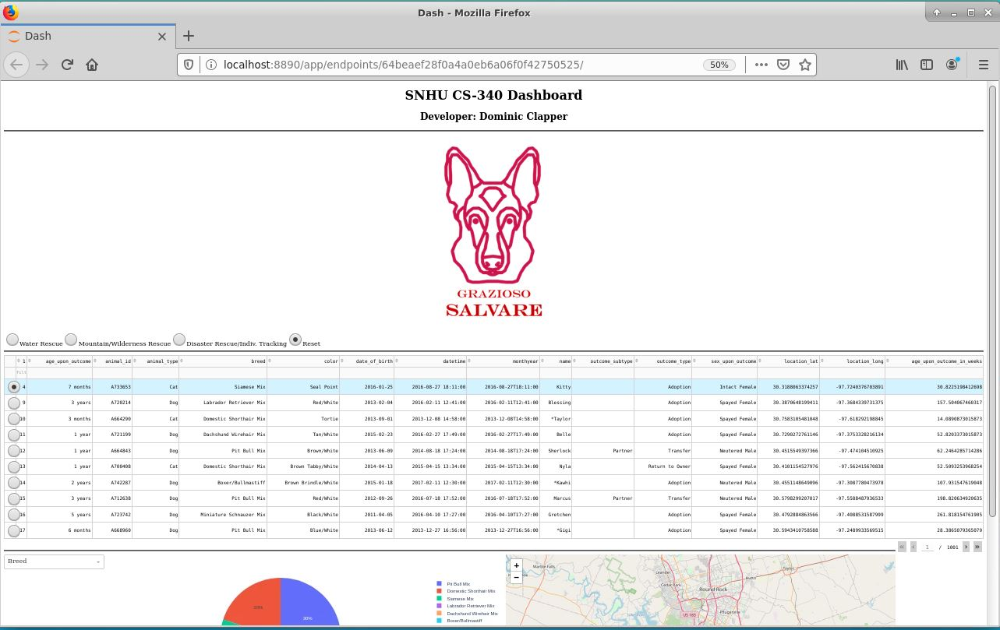 Dash - Mozilla Firefox
Dash
localhost:8890/app/endpoints/64beaef28f0a4a0eb6a06f0f42750525/ 50%
SNHU CS-340 Dashboard
Developer: Dominic Clapper
GRAZIOSO
SALVARE
Water Rescue Mountain/Wilderness Rescue Disaster Rescue/Indiv. Tracking Reset
1 age_upon_outcome animal_id animal_type breed color date_of_birth datetime monthyear name outcome_subtype outcome_type sex_upon_outcome location_lat location_long age_upon_outcome_in_weeks
4 7 months A733653 Cat Siamese Mix Seal Point 2016-01-25 2016-08-27 18:11:00 2016-08-27T18:11:00 Kitty Adoption Intact Female 30.3188063374257 -97.7240376703891 30.8225198412698
9 3 years A720214 Dog Labrador Retriever Mix Red/White 2013-02-04 2016-02-11 12:41:00 2016-02-11T12:41:00 Blessing Adoption Spayed Female 30.3870648199411 -97.3684339731375 157.504067460317
10 3 months A664290 Cat Domestic Shorthair Mix Tortie 2013-09-01 2013-12-08 14:58:00 2013-12-08T14:58:00 *Taylor Adoption Spayed Female 30.7583105481048 -97.618292198845 14.0890873015873
11 1 year A721199 Dog Dachshund Wirehair Mix Tan/White 2015-02-23 2016-02-27 17:49:00 2016-02-27T17:49:00 Belle Adoption Spayed Female 30.7290272761146 -97.3753328216134 52.8203373015873
12 1 year A664843 Dog Pit Bull Mix Brown/White 2013-06-09 2014-08-18 17:24:00 2014-08-18T17:24:00 Sherlock Partner Transfer Neutered Male 30.4515549397366 -97.474104510925 62.2464285714286
13 1 year A700408 Cat Domestic Shorthair Mix Brown Tabby/White 2014-04-13 2015-04-15 13:34:00 2015-04-15T13:34:00 Nyla Return to Owner Spayed Female 30.4101154527976 -97.562415670838 52.5093253968254
14 2 years A742287 Dog Boxer/Bullmastiff Brown Brindle/White 2015-01-18 2017-02-11 12:30:00 2017-02-11T12:30:00 *Kawhi Adoption Neutered Male 30.4551148649096 -97.3087780473978 107.931547619048
15 3 years A712638 Dog Pit Bull Mix Red/White 2012-09-26 2016-07-18 17:52:00 2016-07-18T17:52:00 Marcus Partner Transfer Neutered Male 30.5798299207017 -97.5588487936533 198.820634920635
16 5 years A723742 Dog Miniature Schnauzer Mix Black/White 2011-04-05 2016-04-10 17:27:00 2016-04-10T17:27:00 Gretchen Adoption Spayed Female 30.4792884863566 -97.4088531587999 261.818154761905
17 6 months A668960 Dog Pit Bull Mix Blue/White 2013-06-12 2013-12-27 16:56:00 2013-12-27T16:56:00 *Gigi Adoption Spayed Female 30.5943410758588 -97.2489933569515 28.3865079365079
1 / 1001
Breed
30%
Pit Bull Mix
Domestic Shorthair Mix
Siamese Mix
Labrador Retriever Mix
Dachshund Wirehair Mix
Boxer/Bullmastiff
+
−
Marble Falls
Leander
Cedar Park
Round Rock
Hutto
Taylor
Pflugerville
US 183